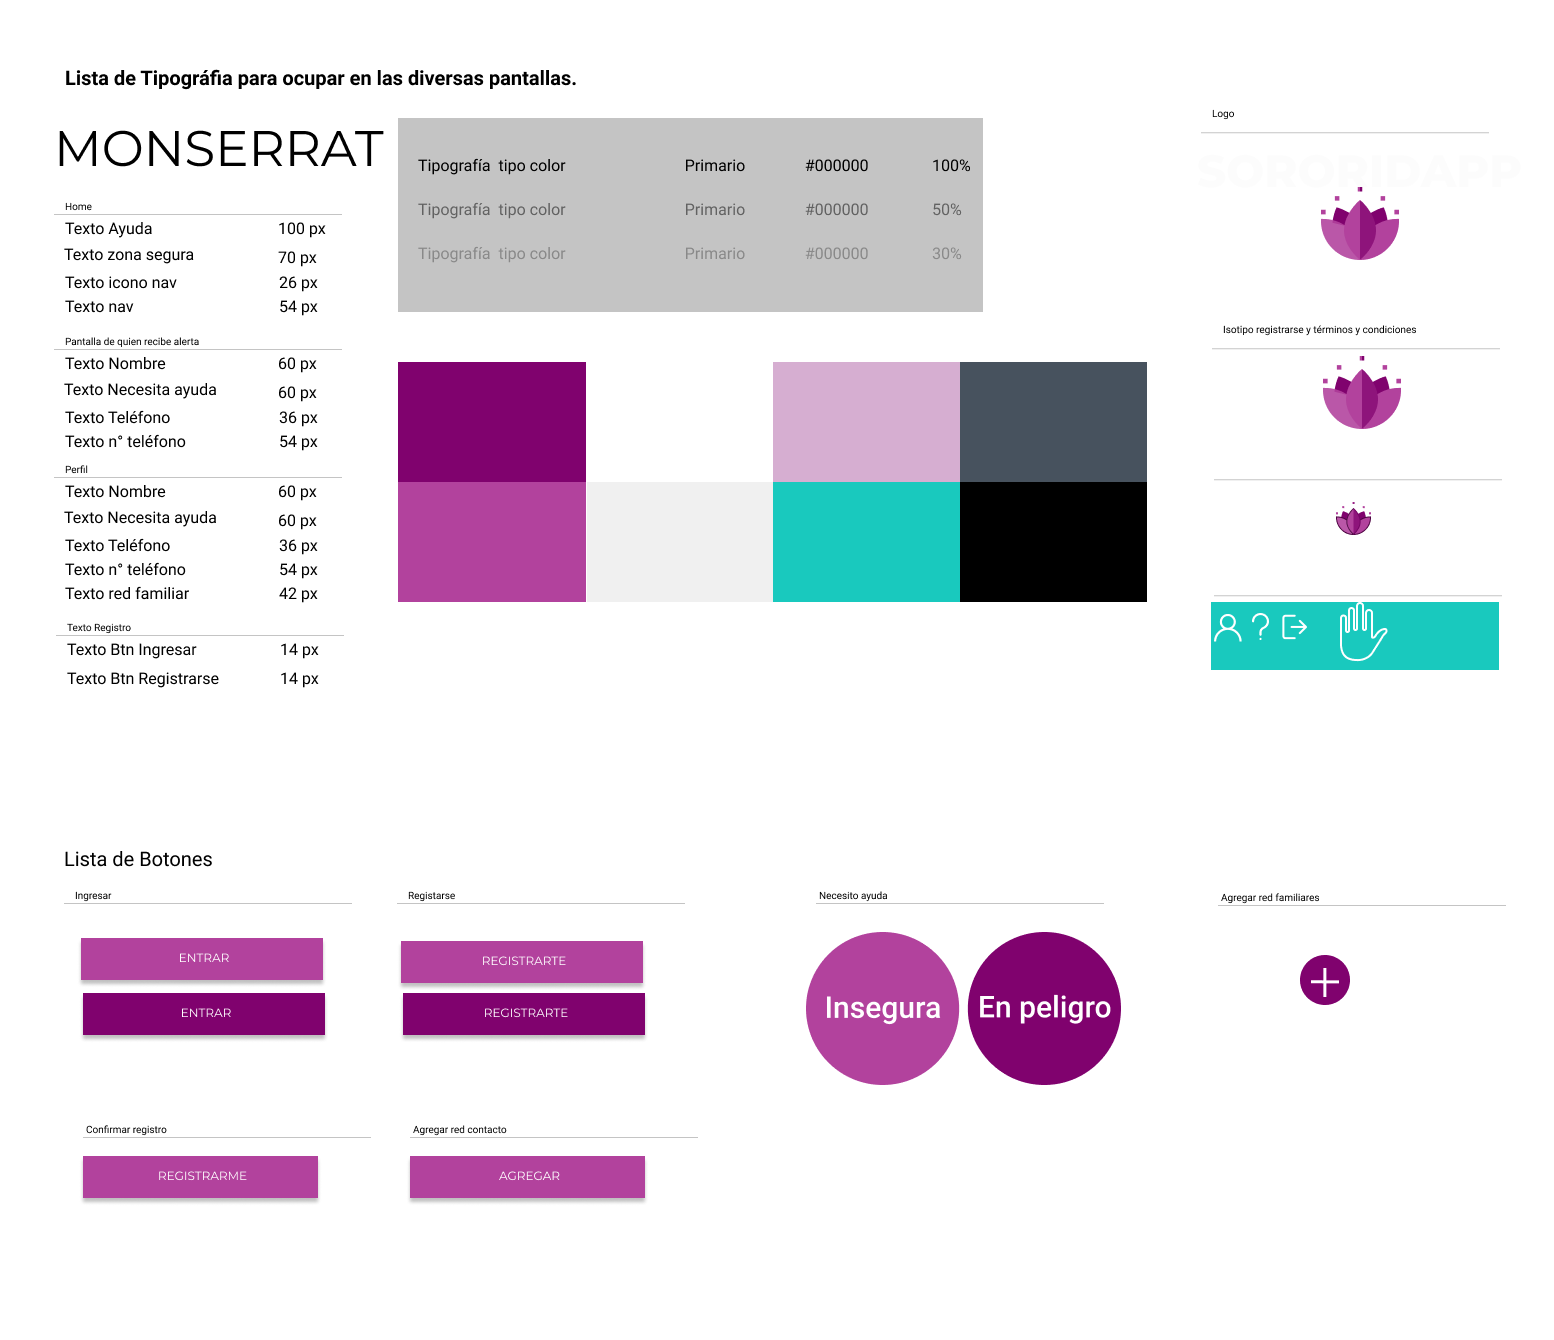 Lista de Tipográfia para ocupar en las diversas pantallas.
MONSERRAT
Home
Texto Ayuda 100 px
Texto zona segura 70 px
Texto icono nav 26 px
Texto nav 54 px
Pantalla de quien recibe alerta
Texto Nombre 60 px
Texto Necesita ayuda 60 px
Texto Teléfono 36 px
Texto n° teléfono 54 px
Perfil
Texto Nombre 60 px
Texto Necesita ayuda 60 px
Texto Teléfono 36 px
Texto n° teléfono 54 px
Texto red familiar 42 px
Texto Registro
Texto Btn Ingresar 14 px
Texto Btn Registrarse 14 px
Tipografía tipo color Primario #000000 100%
Tipografía tipo color Primario #000000 50%
Tipografía tipo color Primario #000000 30%
Logo
SORORIDAPP
Isotipo registrarse y términos y condiciones
Lista de Botones
Ingresar
ENTRAR
ENTRAR
Registarse
REGISTRARTE
REGISTRARTE
Necesito ayuda
Insegura
En peligro
Agregar red familiares
Confirmar registro
REGISTRARME
Agregar red contacto
AGREGAR